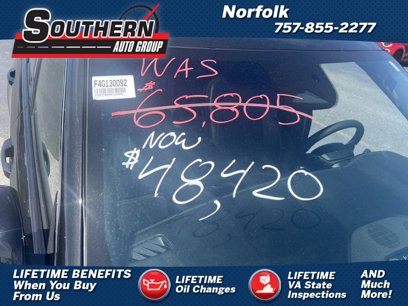 SOUTHERN
AUTO GROUP
Norfolk
757-855-2277
F4G130092
WAS
$65,805
NOW
$48,420
LIFETIME BENEFITS
When You Buy
From Us
LIFETIME
Oil Changes
LIFETIME
VA State
Inspections
AND
Much
More!